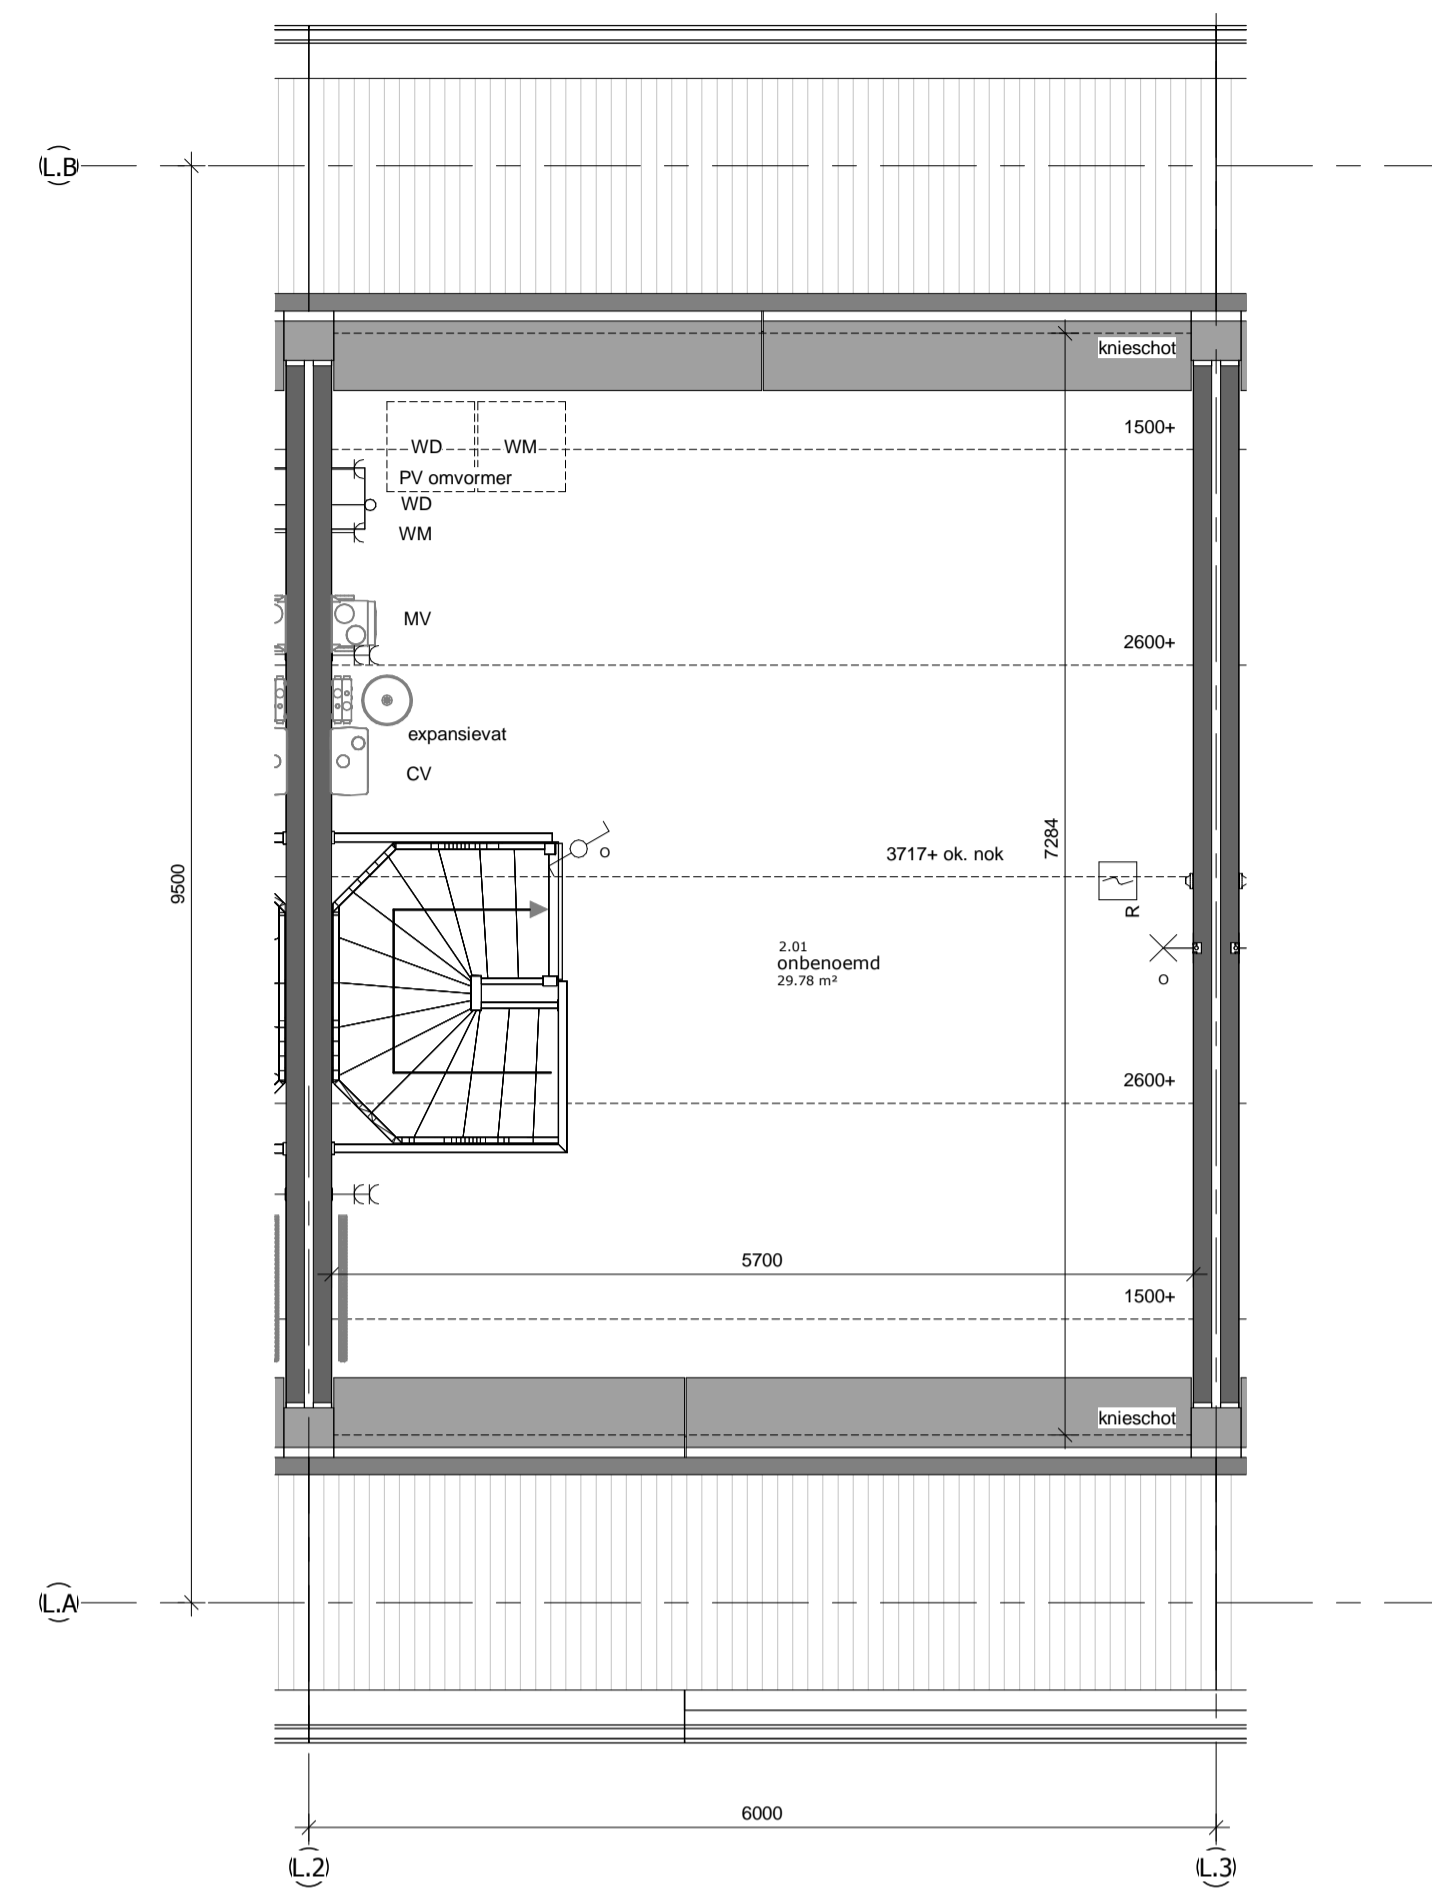 L.B
knieschot
1500+
WD WM
PV omvormer
WD
WM
MV
2600+
expansievat
CV
9500
o
3717+ ok. nok
7284
R
2.01
onbenoemd
29.78 m²
o
2600+
5700
1500+
knieschot
L.A
6000
L.2
L.3